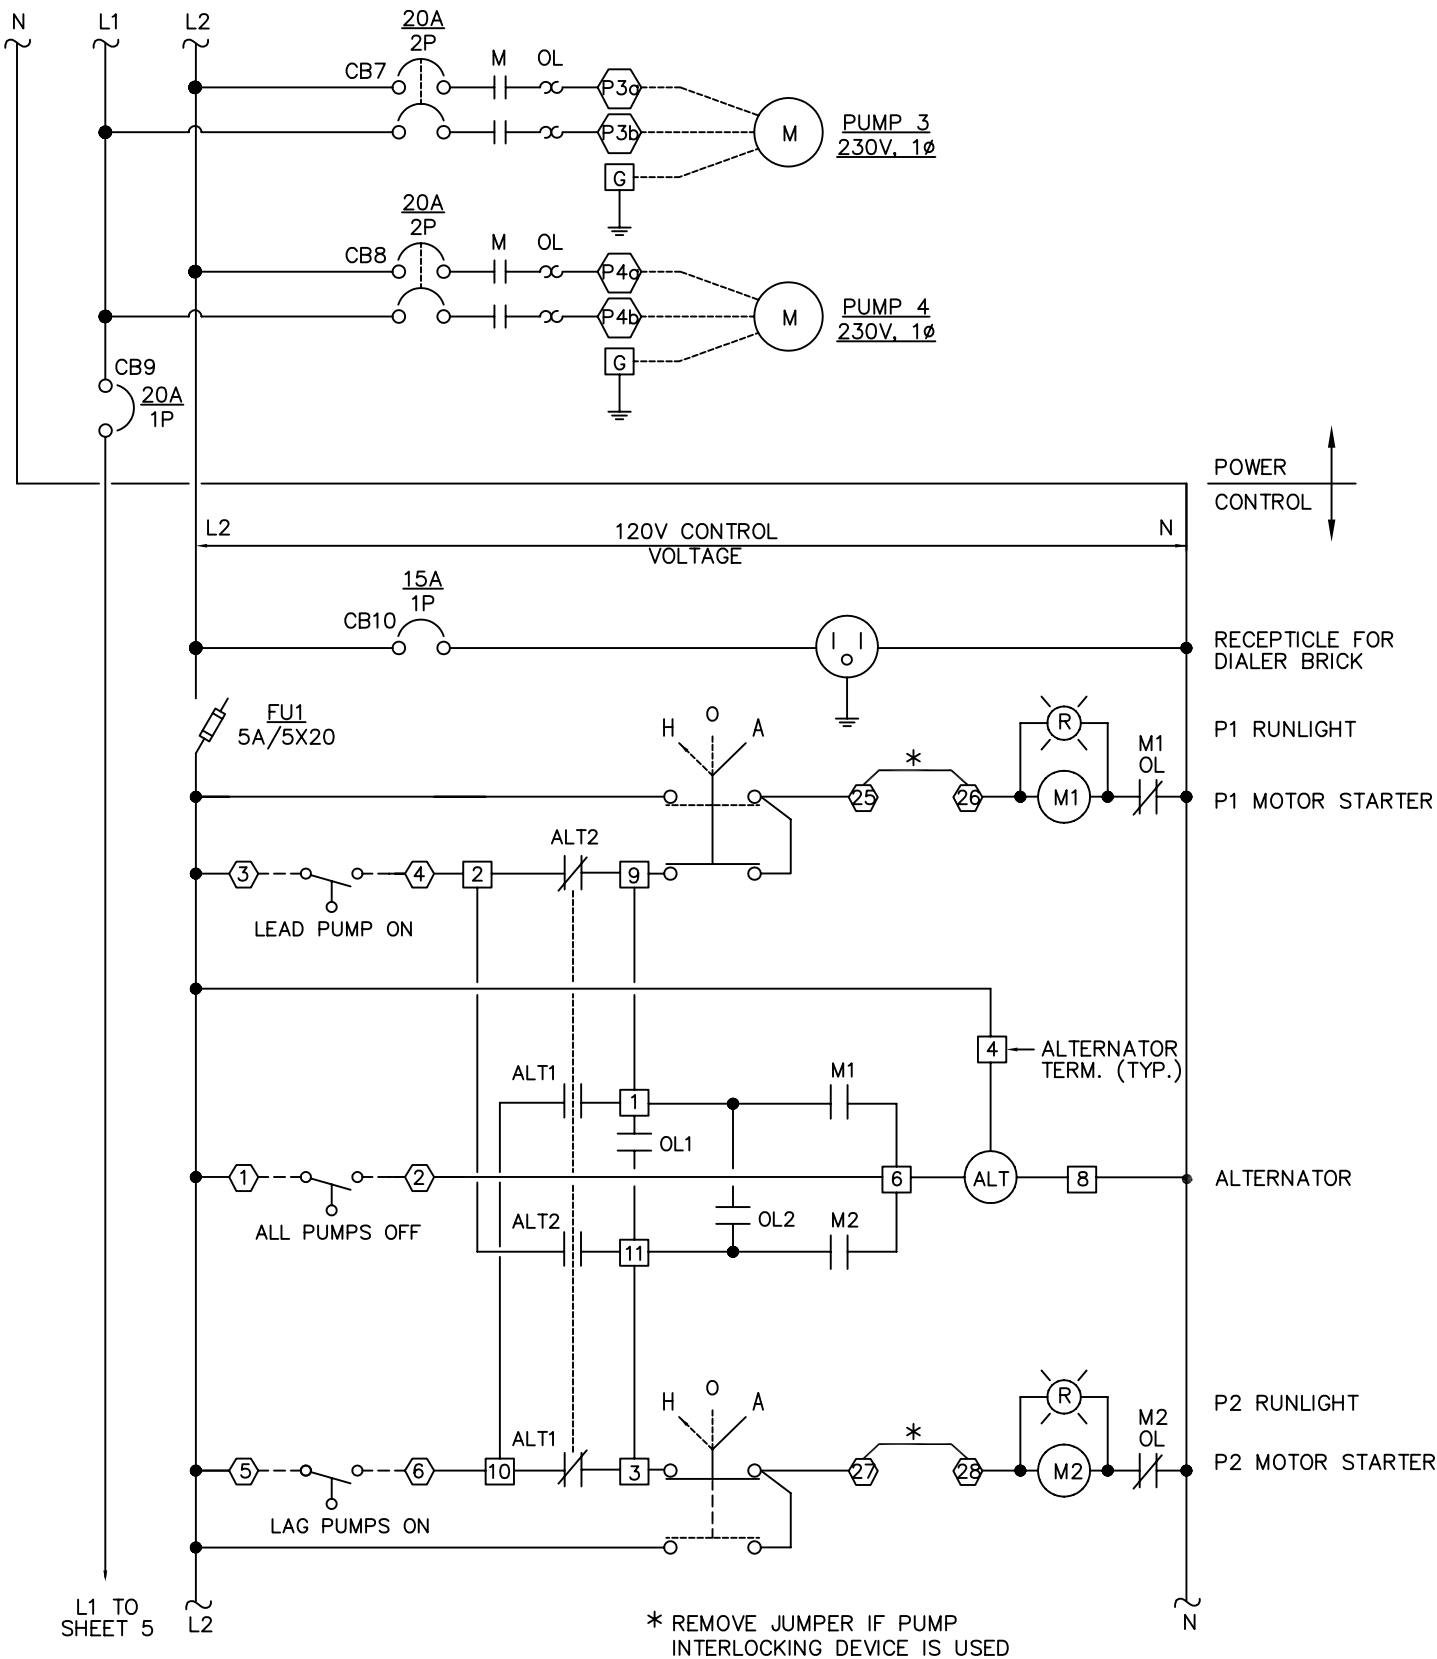 N L1 L2
20A
2P
CB7
M OL
P3a
P3b
G
M
PUMP 3
230V, 1ø
20A
2P
CB8
M OL
P4a
P4b
G
M
PUMP 4
230V, 1ø
CB9
20A
1P
POWER
CONTROL
L2 120V CONTROL N
VOLTAGE
15A
1P
CB10
RECEPTICLE FOR
DIALER BRICK
FU1
5A/5X20
H O A
R
P1 RUNLIGHT
*
M1
OL
25 26 M1
P1 MOTOR STARTER
ALT2
3 4 2 9
LEAD PUMP ON
4
ALTERNATOR
TERM. (TYP.)
ALT1 M1
1
OL1
1 2 6 ALT 8
ALTERNATOR
ALL PUMPS OFF
ALT2 OL2 M2
11
H O A
R
P2 RUNLIGHT
*
M2
OL
ALT1
5 6 10 3 27 28 M2
P2 MOTOR STARTER
LAG PUMPS ON
L1 TO
SHEET 5
L2
N
* REMOVE JUMPER IF PUMP
INTERLOCKING DEVICE IS USED